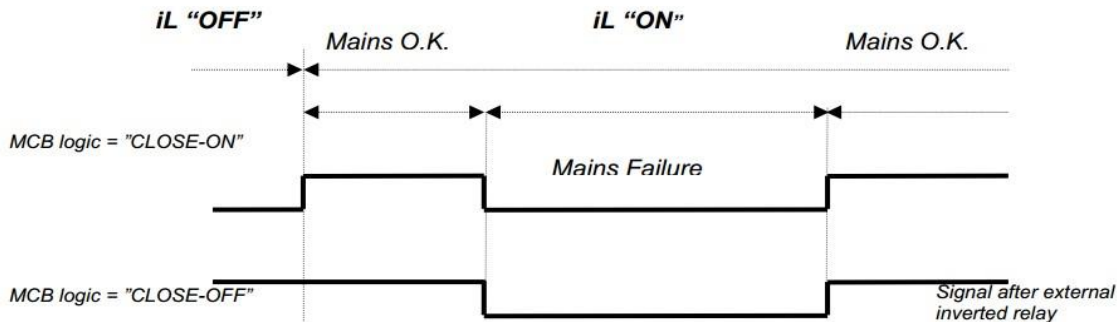 iL “OFF” iL “ON”
Mains O.K. Mains O.K.
MCB logic = ”CLOSE-ON”
Mains Failure
MCB logic = ”CLOSE-OFF”
Signal after external
inverted relay